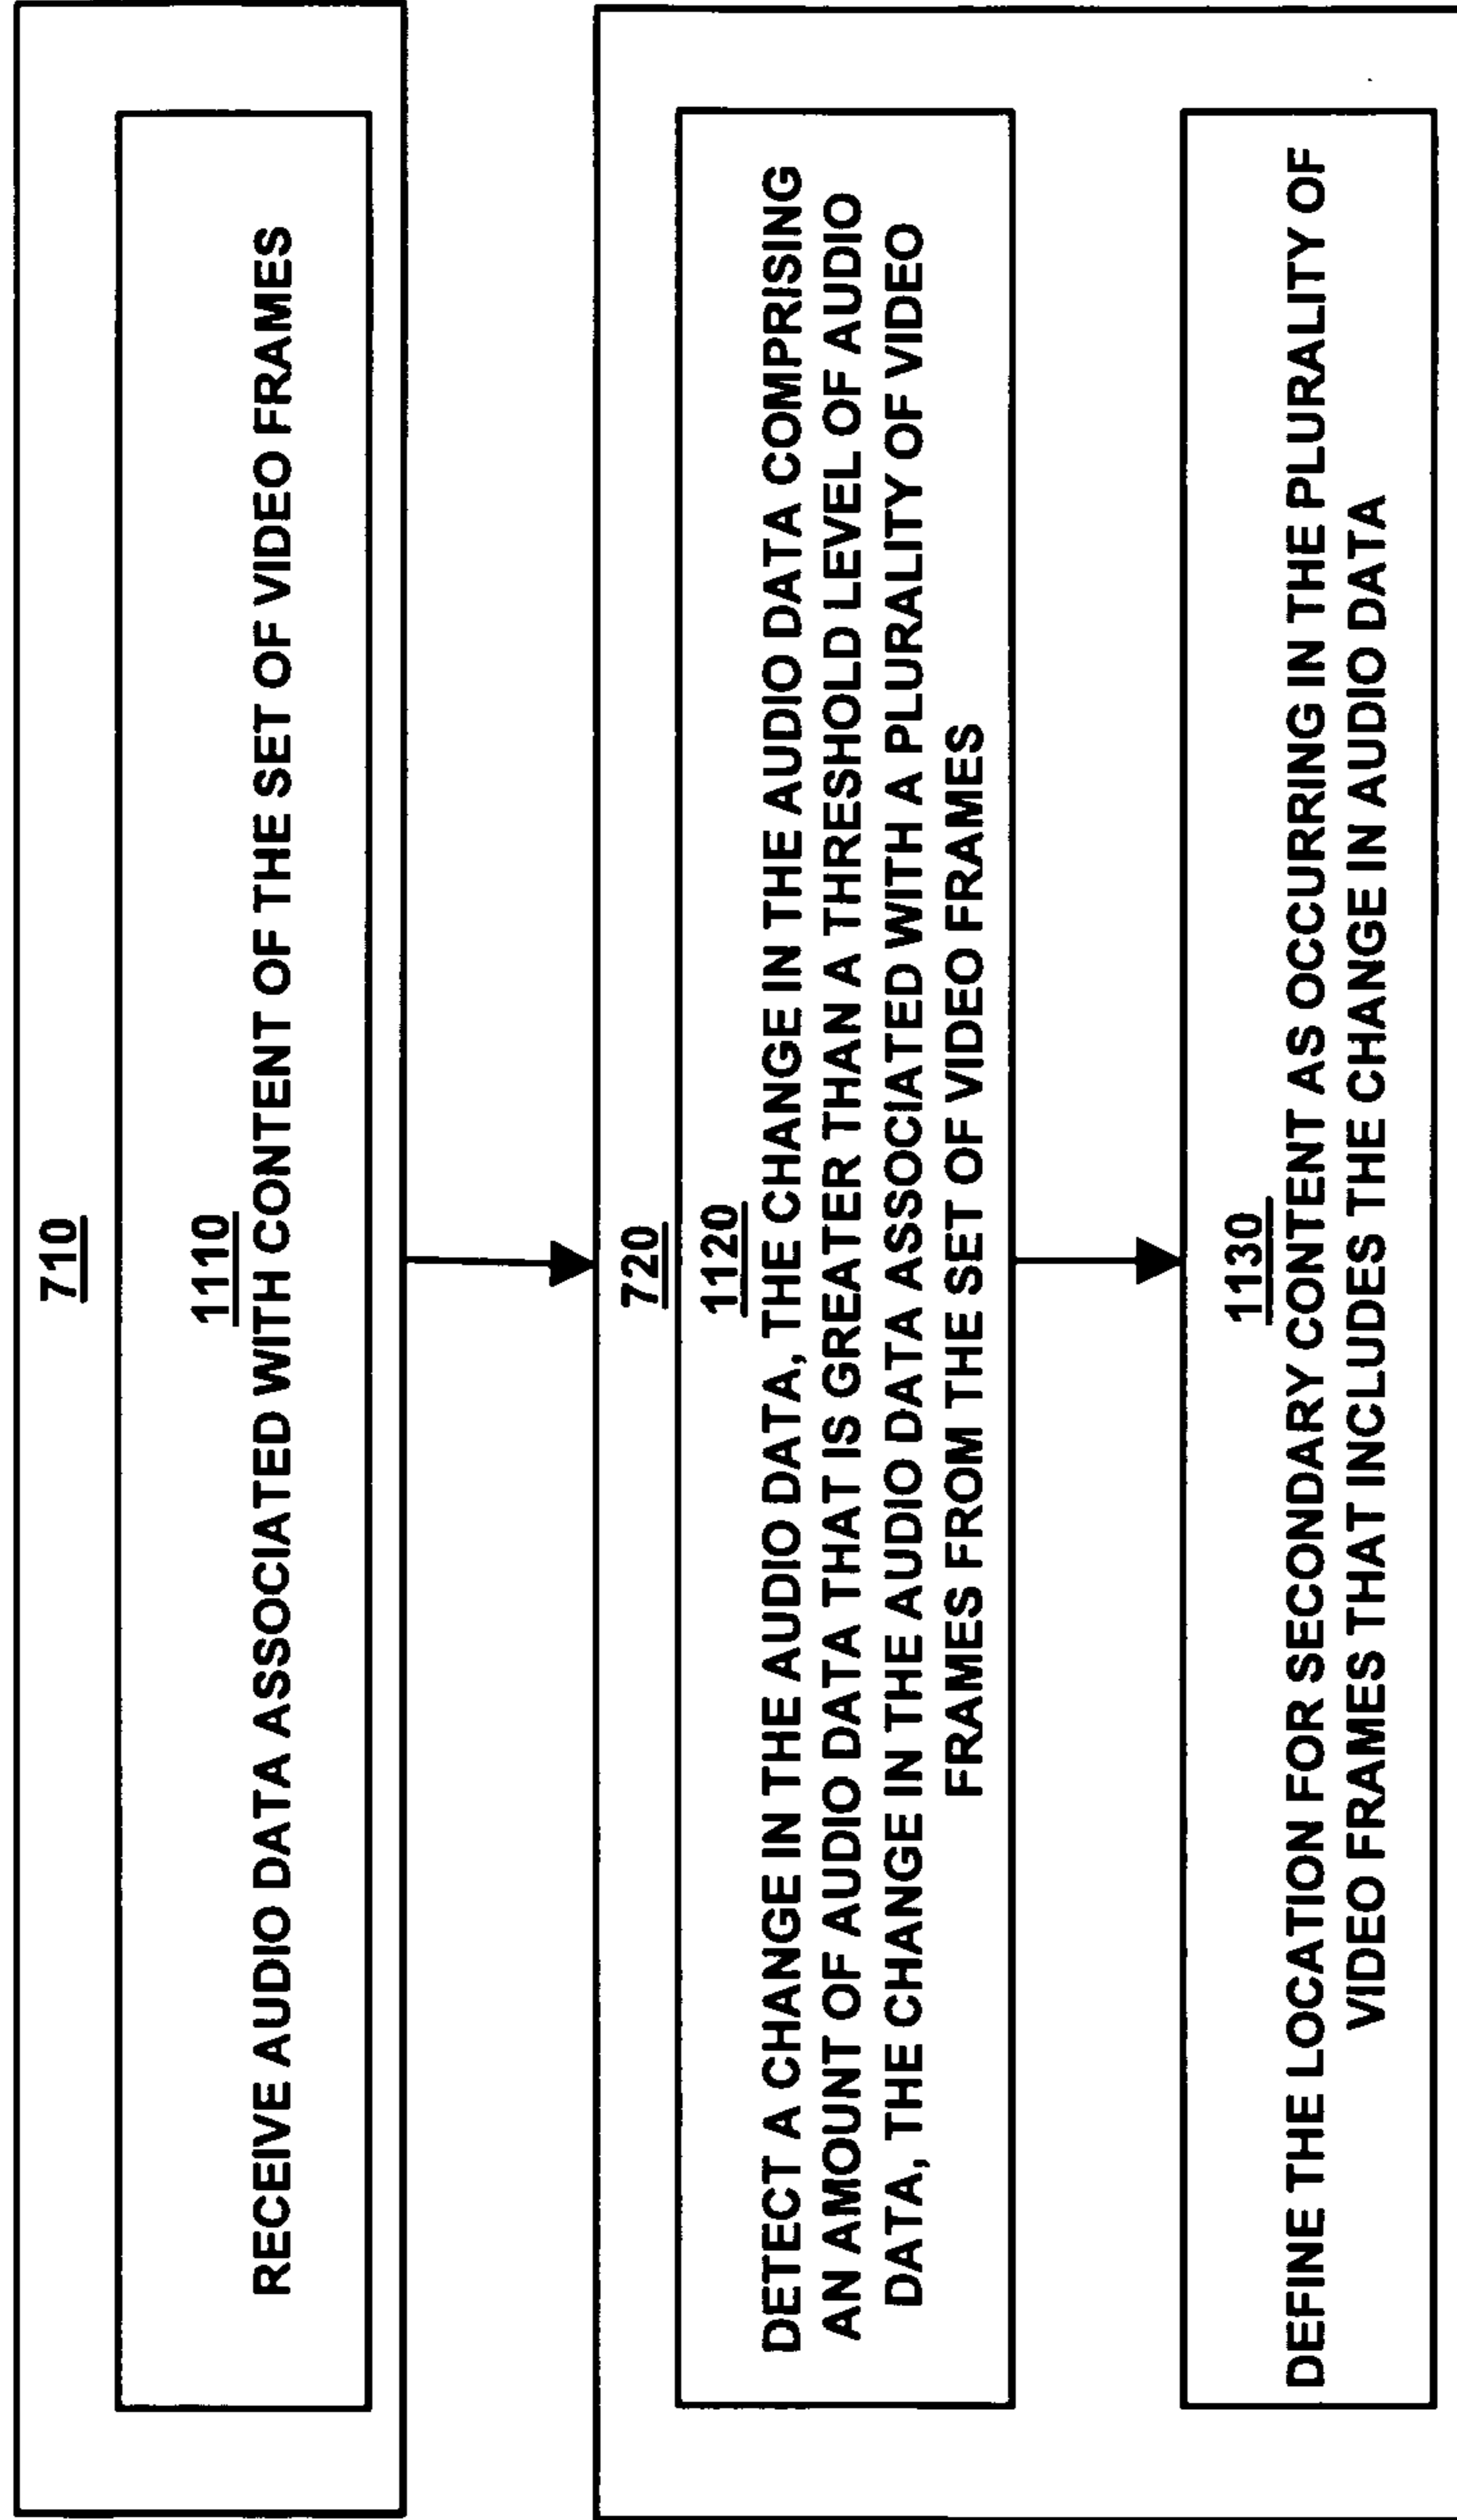 710
1110
RECEIVE AUDIO DATA ASSOCIATED WITH CONTENT OF THE SET OF VIDEO FRAMES
720
1120
DETECT A CHANGE IN THE AUDIO DATA, THE CHANGE IN THE AUDIO DATA COMPRISING
AN AMOUNT OF AUDIO DATA THAT IS GREATER THAN A THRESHOLD LEVEL OF AUDIO
DATA, THE CHANGE IN THE AUDIO DATA ASSOCIATED WITH A PLURALITY OF VIDEO
FRAMES FROM THE SET OF VIDEO FRAMES
1130
DEFINE THE LOCATION FOR SECONDARY CONTENT AS OCCURRING IN THE PLURALITY OF
VIDEO FRAMES THAT INCLUDES THE CHANGE IN AUDIO DATA